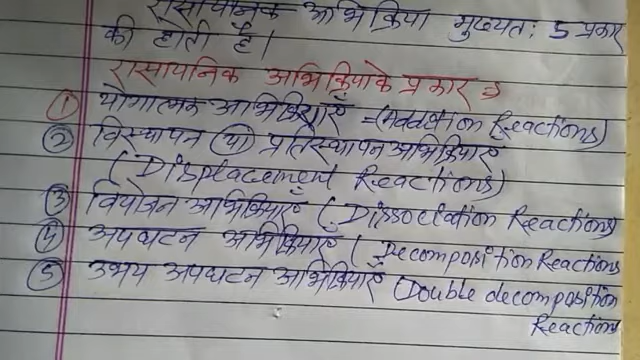 रासायनिक अभिक्रिया मुख्यत: 5 प्रकार
की होती है।
रासायनिक अभिक्रियाके प्रकार ⇒
① योगात्मक अभिक्रियाएँ =(Addition Reactions)
② विस्थापन (या) प्रतिस्थापन अभिक्रियाएँ
(Displacement Reactions)
③ वियोजन अभिक्रियाएँ (Dissociation Reactions
④ अपघटन अभिक्रियाएँ (Decomposition Reactions
⑤ उभय अपघटन अभिक्रियाएँ (Double decomposition
Reactions